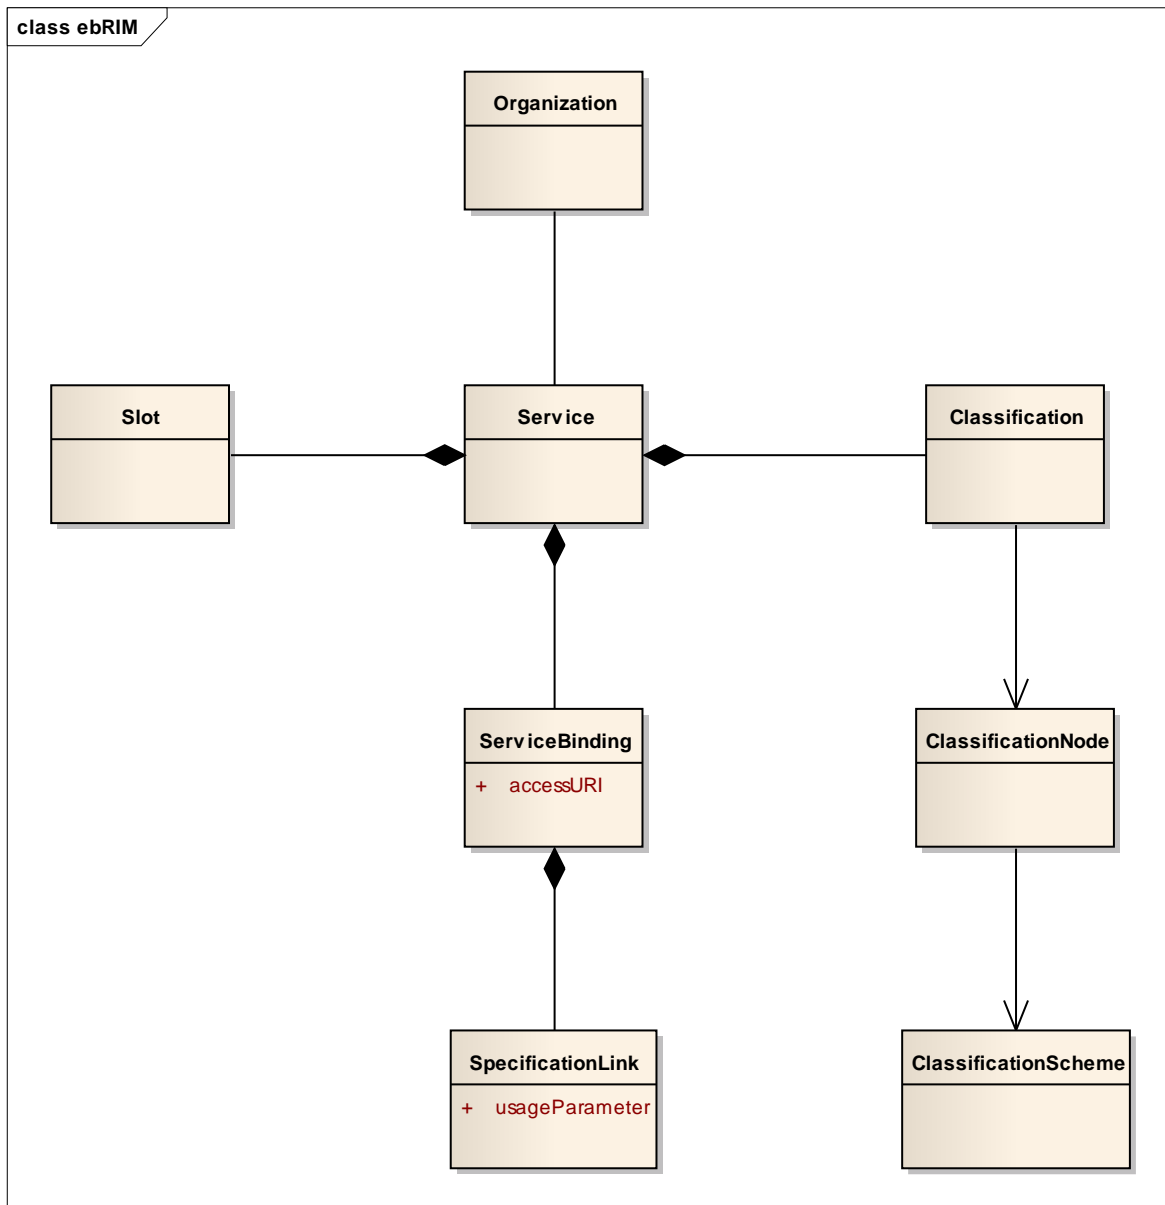 class ebRIM
Organization
Slot
Service
Classification
ServiceBinding
+ accessURI
ClassificationNode
SpecificationLink
+ usageParameter
ClassificationScheme